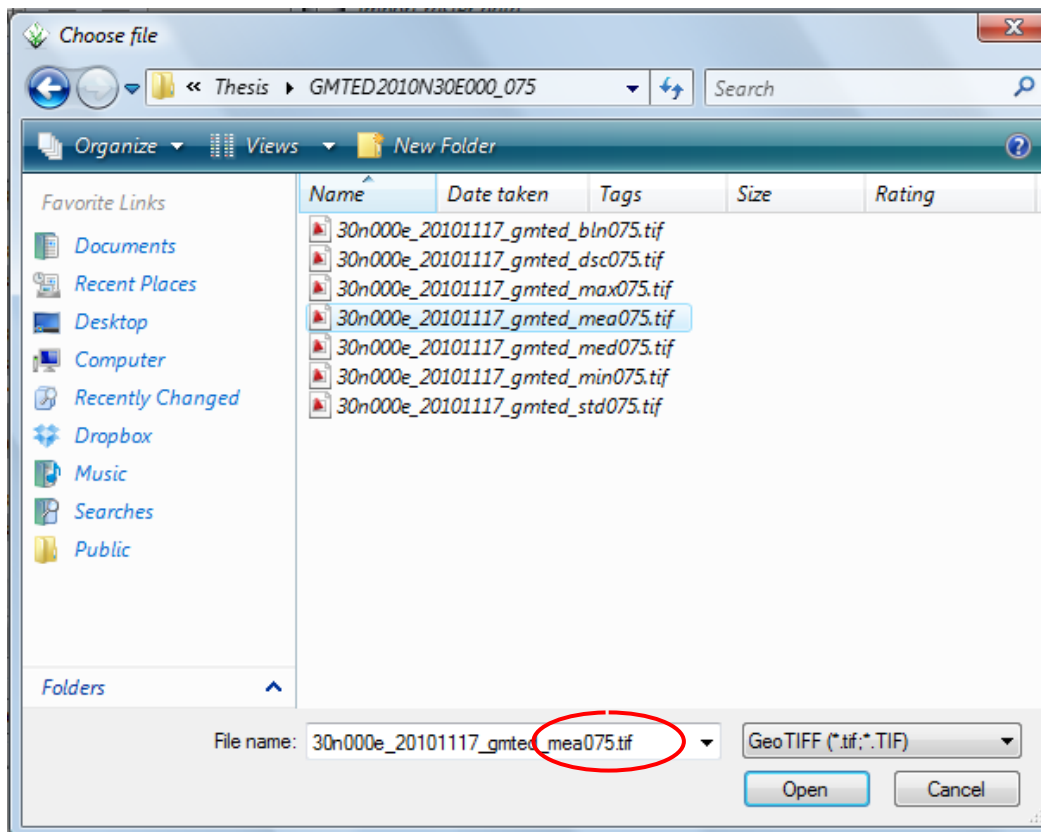 Choose file
« Thesis GMTED2010N30E000_075
Search
Organize Views New Folder
Favorite Links
Documents
Recent Places
Desktop
Computer
Recently Changed
Dropbox
Music
Searches
Public
Folders
Name Date taken Tags Size Rating
30n000e_20101117_gmted_bln075.tif
30n000e_20101117_gmted_dsc075.tif
30n000e_20101117_gmted_max075.tif
30n000e_20101117_gmted_mea075.tif
30n000e_20101117_gmted_med075.tif
30n000e_20101117_gmted_min075.tif
30n000e_20101117_gmted_std075.tif
File name: 30n000e_20101117_gmted_mea075.tif
GeoTIFF (*.tif;*.TIF)
Open Cancel